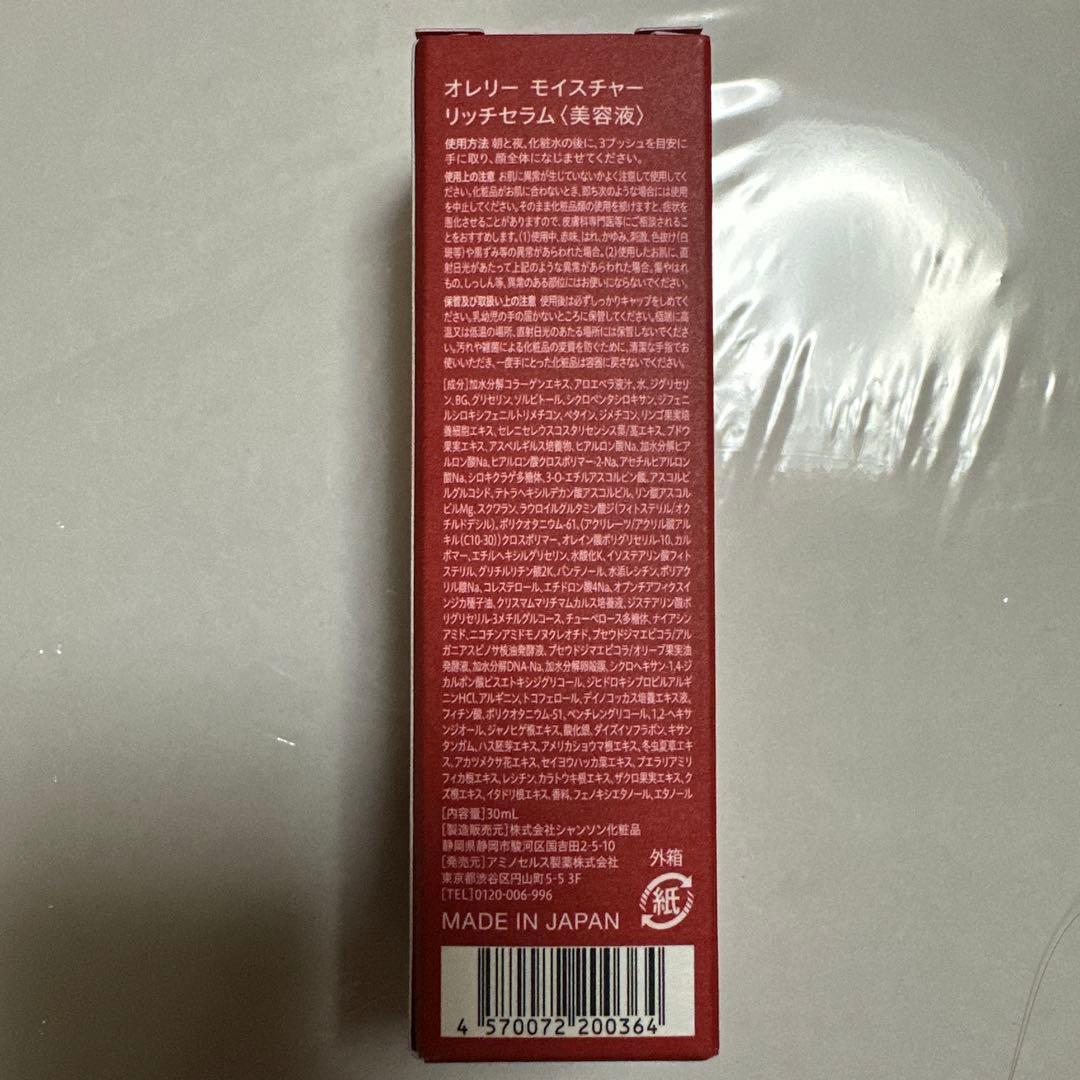 オレリー モイスチャー
リッチセラム〈美容液〉
使用方法 朝と夜、化粧水の後に、3プッシュを目安に
手に取り、顔全体になじませてください。
使用上の注意 お肌に異常が生じていないかよく注意して使用してく
ださい。化粧品がお肌に合わないとき、即ち次のような場合には使用
を中止してください。そのまま化粧品類の使用を続けますと、症状を
悪化させることがありますので、皮膚科専門医等にご相談されるこ
とをおすすめします。(1)使用中、赤味、はれ、かゆみ、刺激、色抜け(白
斑等)や黒ずみ等の異常があらわれた場合。(2)使用したお肌に、直
射日光があたって上記のような異常があらわれた場合。傷やはれ
もの、しっしん等、異常のある部位にはお使いにならないでください。
保管及び取扱い上の注意 使用後は必ずしっかりキャップをしめてく
ださい。乳幼児の手の届かないところに保管してください。極端に高
温又は低温の場所、直射日光のあたる場所には保管しないでくださ
い。汚れや雑菌による化粧品の変質を防ぐために、清潔な手指でお
使いいただき、一度手にとった化粧品は容器に戻さないでください。
[成分]加水分解コラーゲンエキス、アロエベラ液汁、水、ジグリセリ
ン、BG、グリセリン、ソルビトール、シクロペンタシロキサン、ジフェニ
ルシロキシフェニルトリメチコン、ベタイン、ジメチコン、リンゴ果実培
養細胞エキス、セレニセレウスコスタリセンシス葉/茎エキス、ブドウ
果実エキス、アスペルギルス培養物、ヒアルロン酸Na、加水分解ヒア
ルロン酸Na、ヒアルロン酸クロスポリマー-2-Na、アセチルヒアルロン
酸Na、シロキクラゲ多糖体、3-O-エチルアスコルビン酸、アスコルビ
ルグルコシド、テトラヘキシルデカン酸アスコルビル、リン酸アスコル
ビルMg、スクワラン、ラウロイルグルタミン酸ジ(フィトステリル/オク
チルドデシル)、ポリクオタニウム-61、(アクリレーツ/アクリル酸アル
キル(C10-30))クロスポリマー、オレイン酸ポリグリセリル-10、カル
ボマー、エチルヘキシルグリセリン、水酸化K、イソステアリン酸フィト
ステリル、グリチルリチン酸2K、パンテノール、水添レシチン、ポリアク
リル酸Na、コレステロール、エチドロン酸4Na、オプンチアフィクスイ
ンジカ種子油、クリスマムマリチマムカルス培養液、ジステアリン酸ポ
リグリセリル-3メチルグルコース、チューベロース多糖体、ナイアシン
アミド、ニコチンアミドモノヌクレオチド、プセウドジマエピコラ/アル
ガニアスピノサ核油発酵液、プセウドジマエピコラ/オリーブ果実油
発酵液、加水分解DNA-Na、加水分解卵殻膜、シクロヘキサン-1,4-ジ
カルボン酸ビスエトキシジグリコール、ジヒドロキシプロピルアルギ
ニンHCl、アルギニン、トコフェロール、デイノコッカス培養エキス液、
フィチン酸、ポリクオタニウム-51、ペンチレングリコール、1,2-ヘキサ
ンジオール、ジャノヒゲ根エキス、酸化銀、ダイズイソフラボン、キサン
タンガム、ハス胚芽エキス、アメリカショウマ根エキス、冬虫夏草エキ
ス、アカツメクサ花エキス、セイヨウハッカ葉エキス、プエラリアミリ
フィカ根エキス、レシチン、カラトウキ根エキス、ザクロ果実エキス、ク
ズ根エキス、イタドリ根エキス、香料、フェノキシエタノール、エタノール
[内容量]30mL
[製造販売元]株式会社シャンソン化粧品
静岡県静岡市駿河区国吉田2-5-10
[発売元]アミノセルス製薬株式会社
東京都渋谷区円山町5-5 3F
[TEL]0120-006-996
外箱
紙
MADE IN JAPAN
4 570072 200364